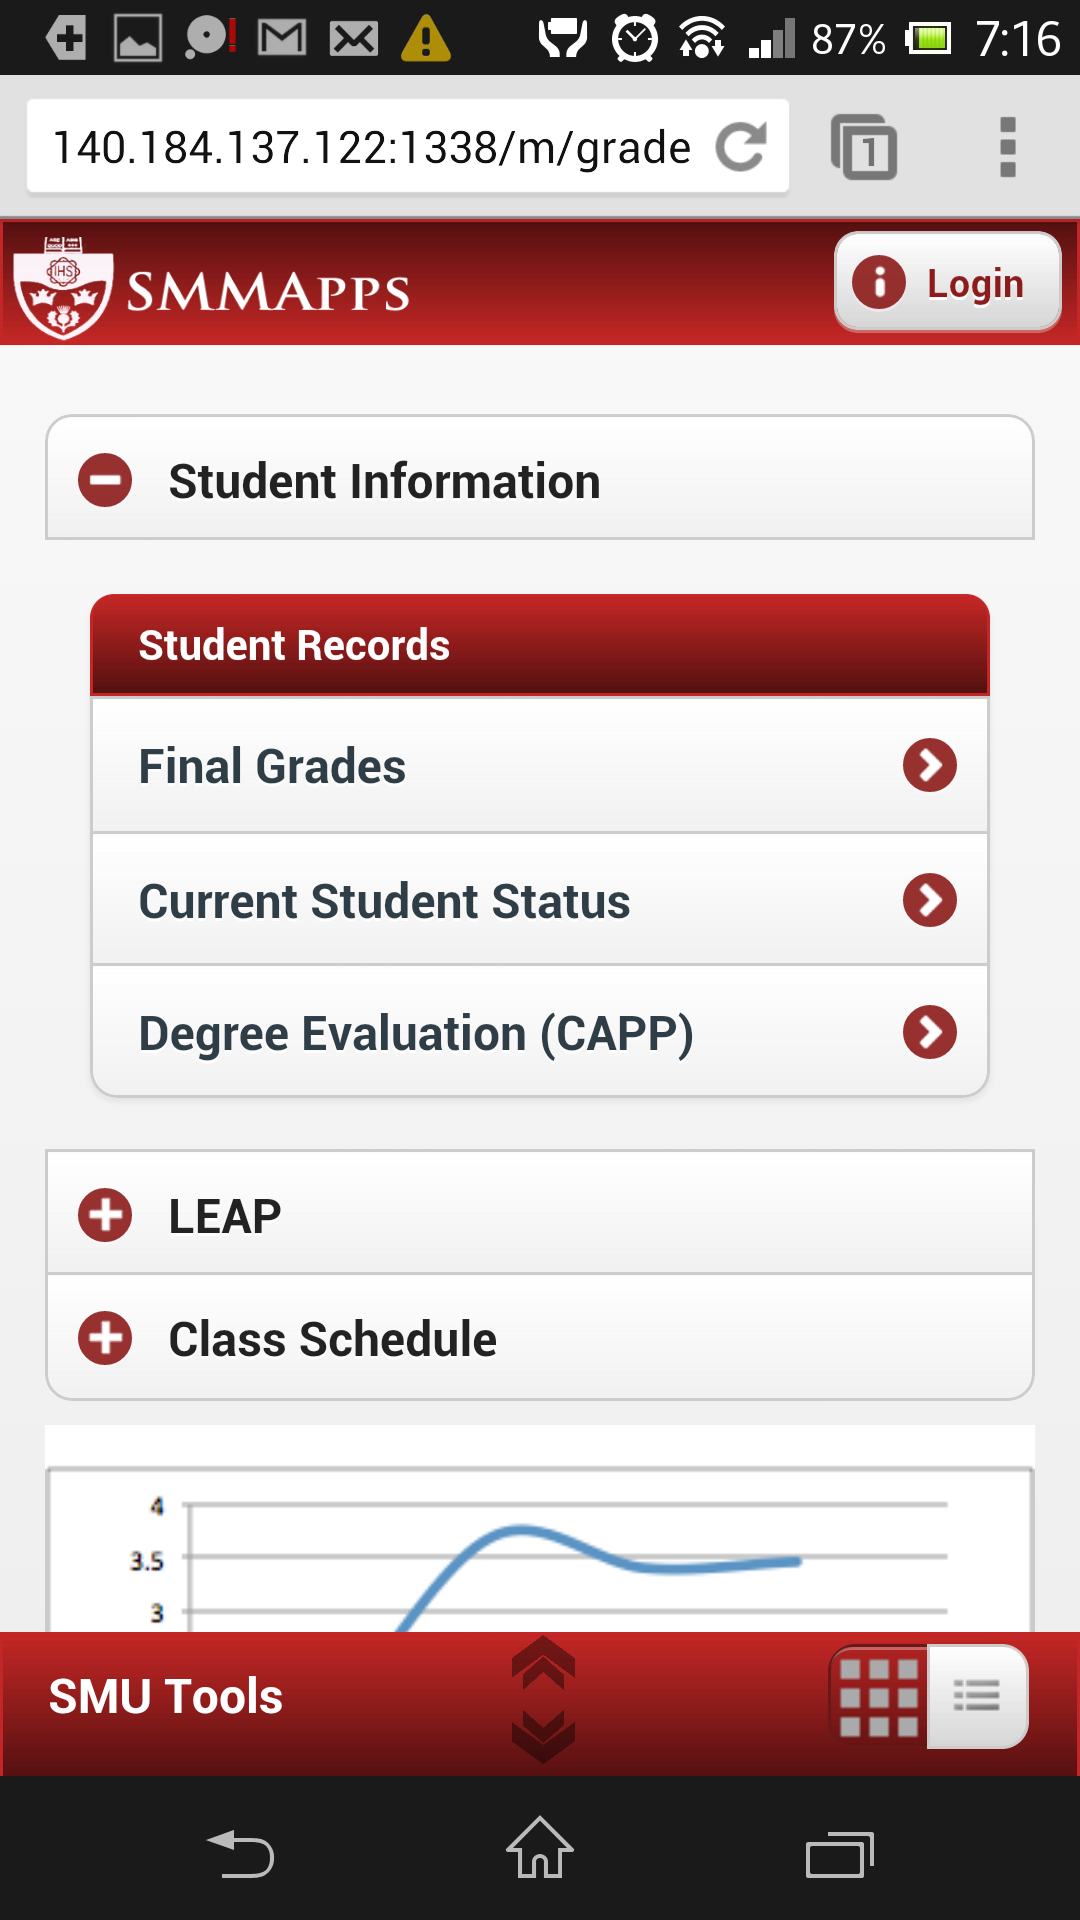 87% 7:16
140.184.137.122:1338/m/grade
1
IHS
SMMApps
Login
Student Information
Student Records
Final Grades
Current Student Status
Degree Evaluation (CAPP)
LEAP
Class Schedule
4
3.5
3
SMU Tools